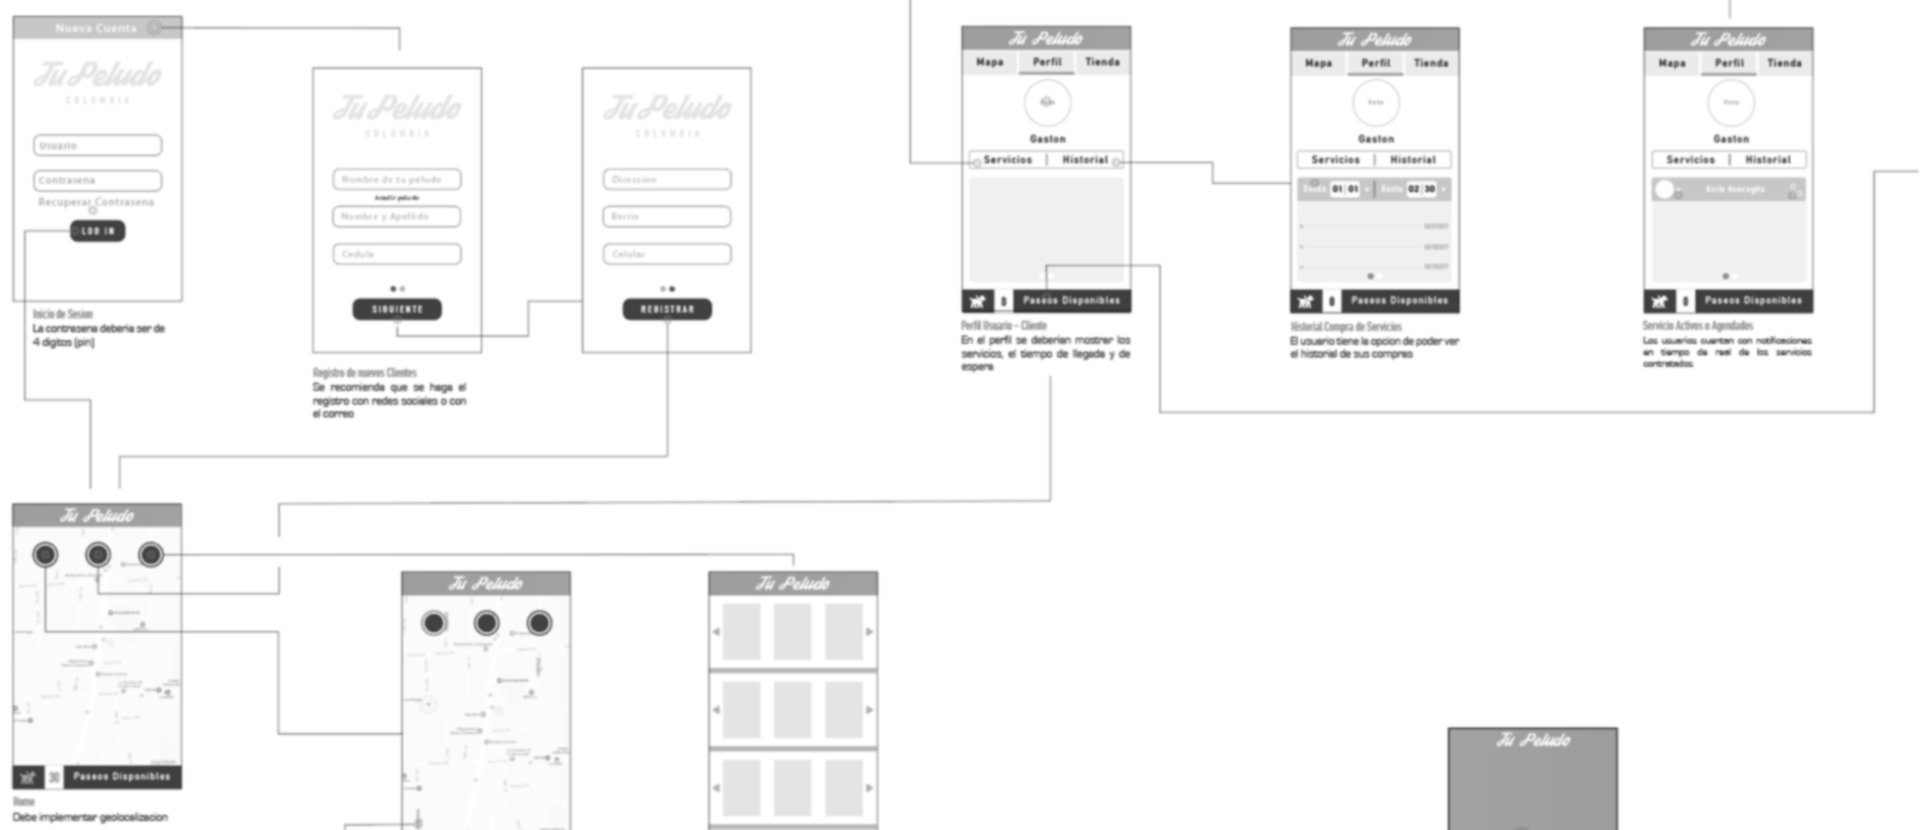 Nueva Cuenta
Tu Peludo
COLOMBIA
Usuario
Contrasena
Recuperar Contrasena
LOG IN
Inicio de Sesion
La contrasena deberia ser de
4 digitos (pin)
Tu Peludo
COLOMBIA
Nombre de tu peludo
Añadir peludo
Nombre y Apellido
Cedula
SIGUIENTE
Registro de nuevos Clientes
Se recomienda que se haga el
registro con redes sociales o con
el correo
Tu Peludo
COLOMBIA
Direccion
Barrio
Celular
REGISTRAR
Tu Peludo
Mapa Perfil Tienda
Gaston
Servicios | Historial
0 Paseos Disponibles
Perfil Usuario - Cliente
En el perfil se deberian mostrar los
servicios, el tiempo de llegada y de
espera
Tu Peludo
Mapa Perfil Tienda
Foto
Gaston
Servicios | Historial
Desde 01 01 Hasta 02 30
0 Paseos Disponibles
Historial Compra de Servicios
El usuario tiene la opcion de poder ver
el historial de sus compras
Tu Peludo
Mapa Perfil Tienda
Foto
Gaston
Servicios | Historial
0 Paseos Disponibles
Servicio Activos o Agendados
Los usuarios cuentan con notificaciones
en tiempo de real de los servicios
contratados
Tu Peludo
30 Paseos Disponibles
Home
Debe implementar geolocalizacion
Tu Peludo
Tu Peludo
Tu Peludo